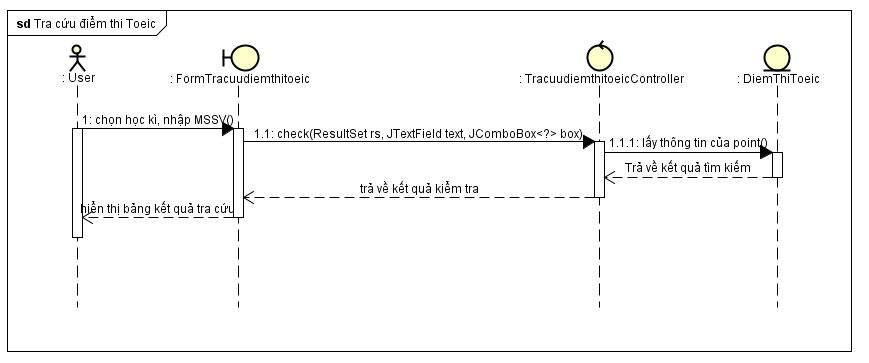 sd Tra cứu điểm thi Toeic
: User
: FormTracuudiemthitoeic
: TracuudiemthitoeicController
: DiemThiToeic
1: chọn học kì, nhập MSSV()
1.1: check(ResultSet rs, JTextField text, JComboBox<?> box)
1.1.1: lấy thông tin của point()
Trả về kết quả tìm kiếm
trả về kết quả kiểm tra
hiển thị bảng kết quả tra cứu